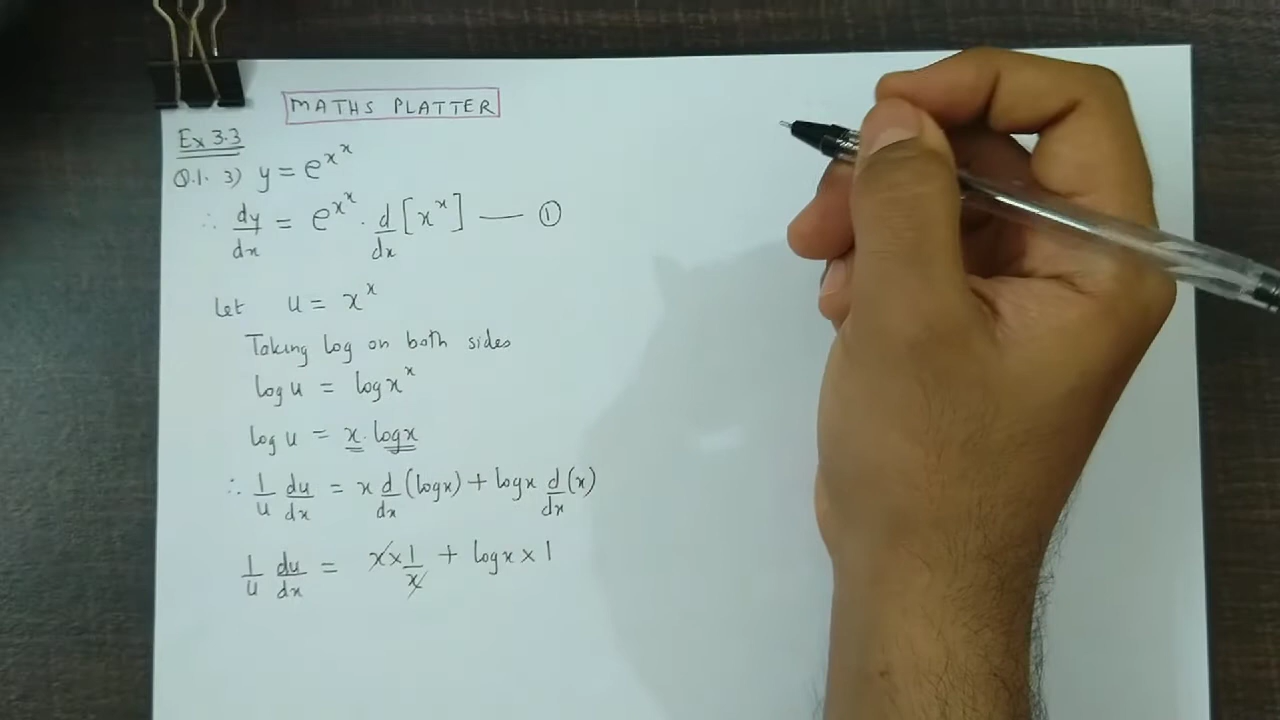 MATHS PLATTER
Ex 3.3
Q.1. 3) y = e^x^x
∴ dy/dx = e^x^x · d/dx [x^x] — ①
Let u = x^x
Taking log on both sides
log u = log x^x
log u = x · log x
∴ 1/u du/dx = x d/dx (log x) + log x d/dx (x)
1/u du/dx = x × 1/x + log x × 1